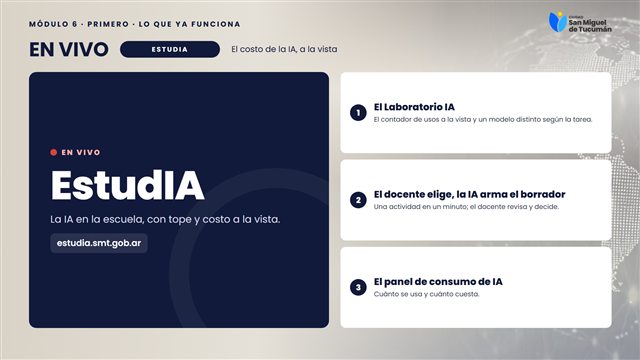 MÓDULO 6 · PRIMERO · LO QUE YA FUNCIONA
CIUDAD
San Miguel
de Tucumán
EN VIVO
ESTUDIA
El costo de la IA, a la vista
EN VIVO
EstudIA
La IA en la escuela, con tope y costo a la vista.
estudia.smt.gob.ar
1
El Laboratorio IA
El contador de usos a la vista y un modelo distinto según la tarea.
2
El docente elige, la IA arma el borrador
Una actividad en un minuto; el docente revisa y decide.
3
El panel de consumo de IA
Cuánto se usa y cuánto cuesta.